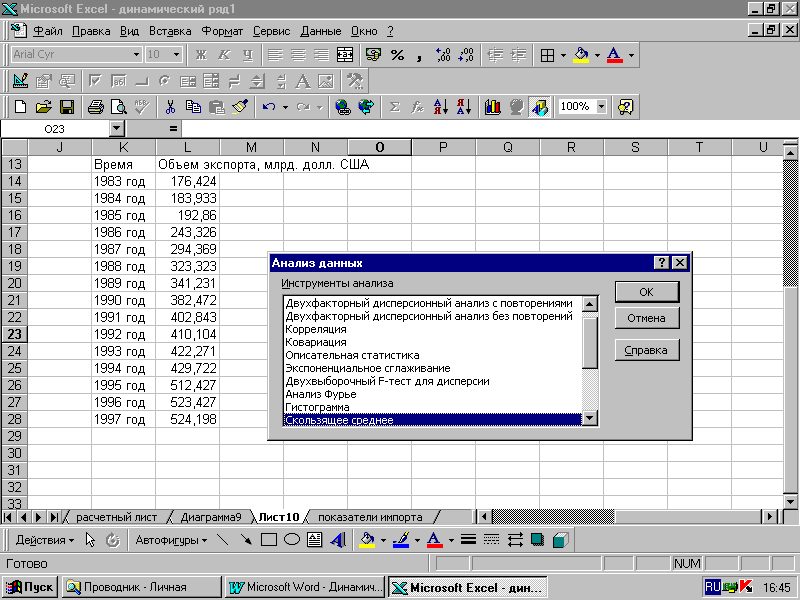 Microsoft Excel - динамический ряд1
Файл Правка Вид Вставка Формат Сервис Данные Окно ?
Arial Cyr 10 Ж К Ч % ,
100%
O23 =
J K L M N O P Q R S T U
13 Время Объем экспорта, млрд. долл. США
14 1983 год 176,424
15 1984 год 183,933
16 1985 год 192,86
17 1986 год 243,326
18 1987 год 294,369
19 1988 год 323,323
20 1989 год 341,231
21 1990 год 382,472
22 1991 год 402,843
23 1992 год 410,104
24 1993 год 422,271
25 1994 год 429,722
26 1995 год 512,427
27 1996 год 523,427
28 1997 год 524,198
29
30
31
32
33
Анализ данных
Инструменты анализа
Двухфакторный дисперсионный анализ с повторениями
Двухфакторный дисперсионный анализ без повторений
Корреляция
Ковариация
Описательная статистика
Экспоненциальное сглаживание
Двухвыборочный F-тест для дисперсии
Анализ Фурье
Гистограмма
Скользящее среднее
OK
Отмена
Справка
расчетный лист Диаграмма9 Лист10 показатели импорта
Действия Автофигуры
Готово NUM
Пуск Проводник - Личная Microsoft Word - Динамич... Microsoft Excel - дин... RU 16:45